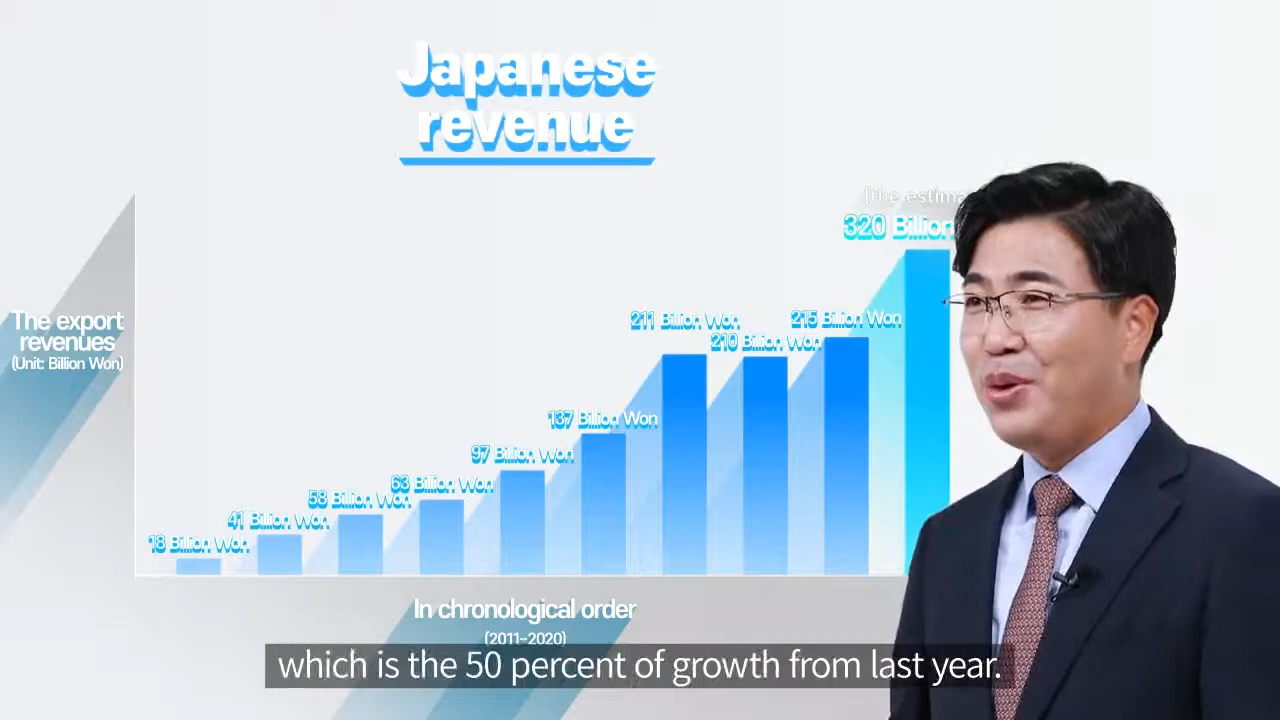 Japanese
revenue
[the estima
320 Billion
The export
revenues
(Unit: Billion Won)
211 Billion Won
215 Billion Won
210 Billion Won
137 Billion Won
97 Billion Won
63 Billion Won
58 Billion Won
41 Billion Won
18 Billion Won
In chronological order
(2011~2020)
which is the 50 percent of growth from last year.